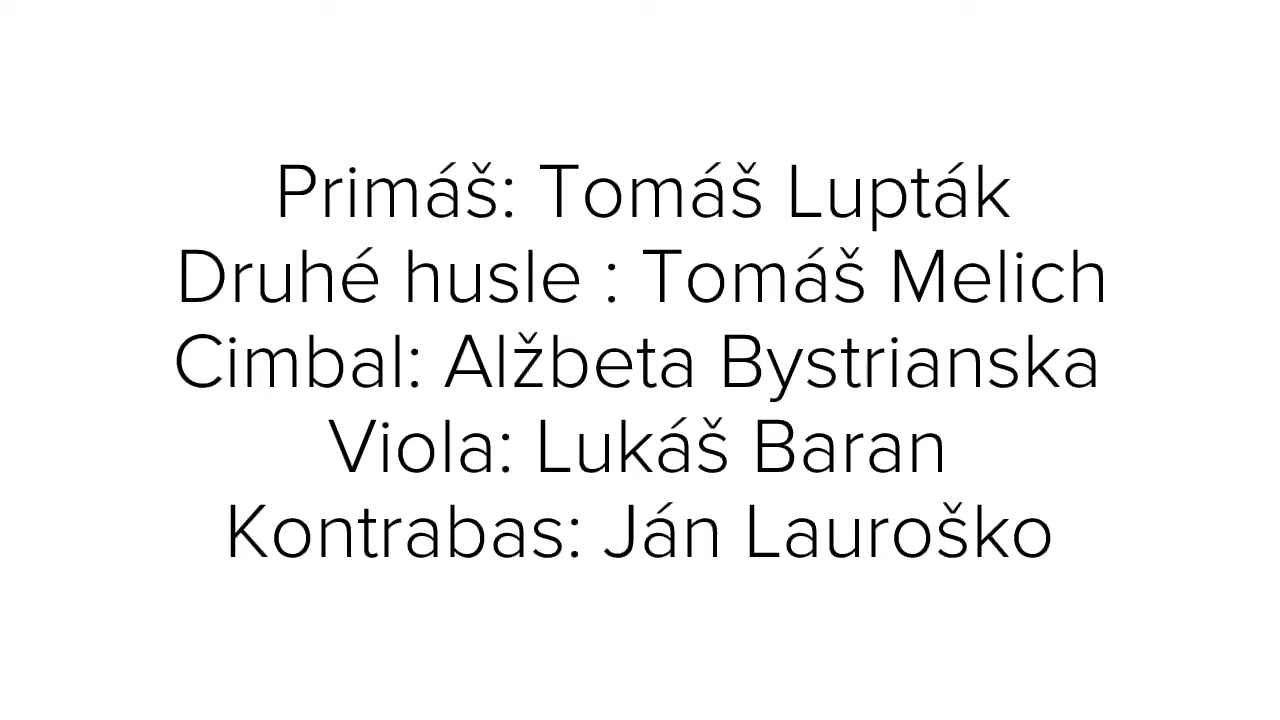 Primáš: Tomáš Lupták
Druhé husle : Tomáš Melich
Cimbal: Alžbeta Bystrianska
Viola: Lukáš Baran
Kontrabas: Ján Lauroško